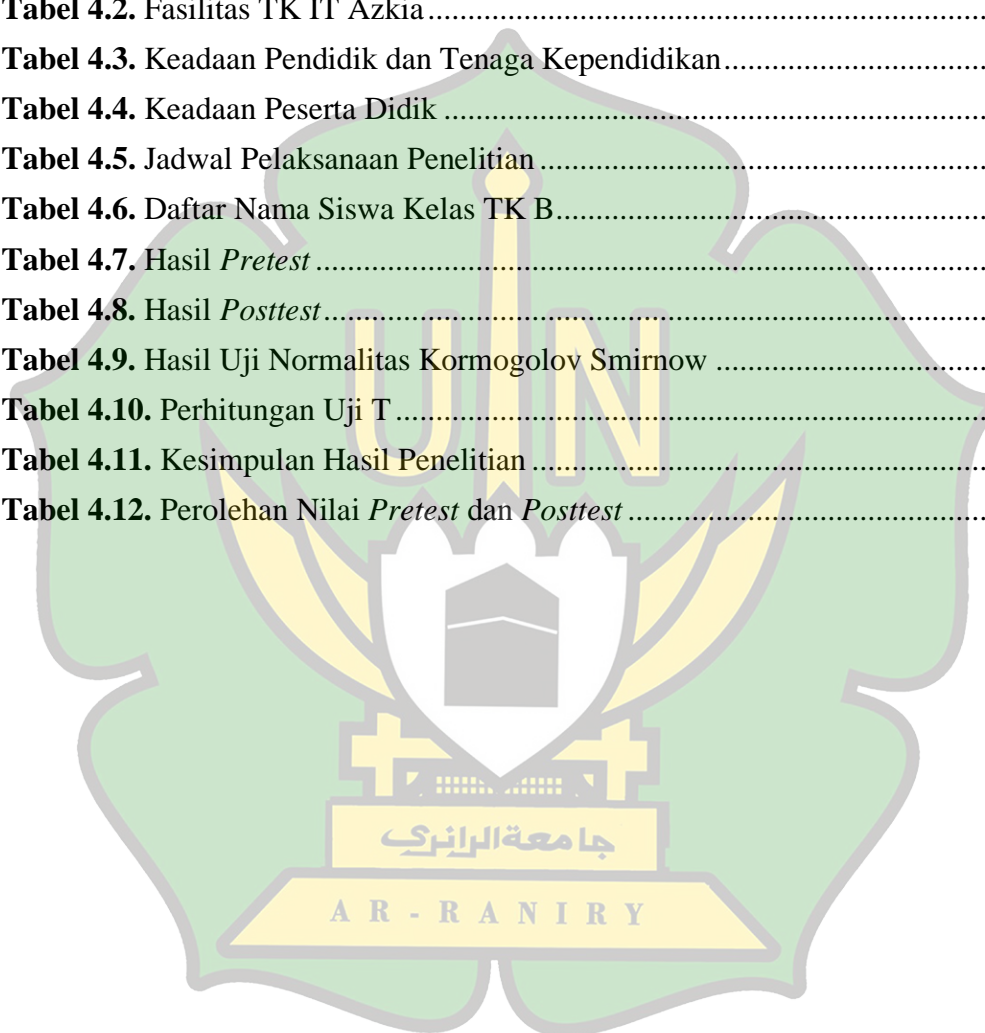 Tabel 4.2. Fasilitas TK IT Azkia........................................................................
Tabel 4.3. Keadaan Pendidik dan Tenaga Kependidikan.................................
Tabel 4.4. Keadaan Peserta Didik ....................................................................
Tabel 4.5. Jadwal Pelaksanaan Penelitian ........................................................
Tabel 4.6. Daftar Nama Siswa Kelas TK B......................................................
Tabel 4.7. Hasil Pretest ....................................................................................
Tabel 4.8. Hasil Posttest...................................................................................
Tabel 4.9. Hasil Uji Normalitas Kormogolov Smirnow ..................................
Tabel 4.10. Perhitungan Uji T ..........................................................................
Tabel 4.11. Kesimpulan Hasil Penelitian .........................................................
Tabel 4.12. Perolehan Nilai Pretest dan Posttest .............................................
UIN
جامعةالرانري
AR-RANIRY